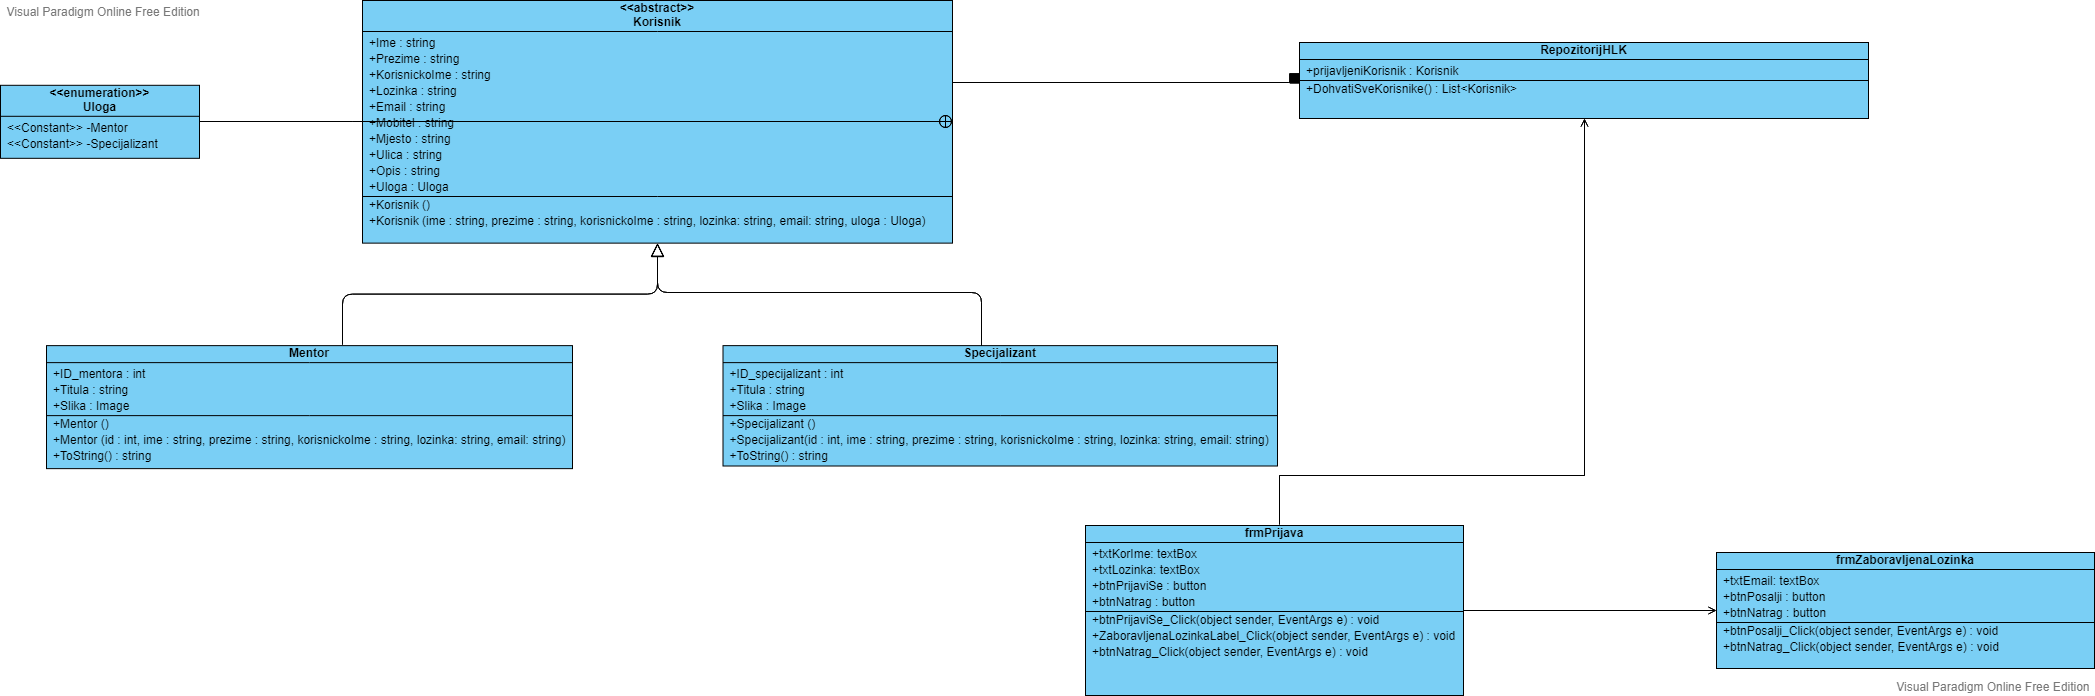 Visual Paradigm Online Free Edition
<<abstract>>
Korisnik
+Ime : string
+Prezime : string
+KorisnickoIme : string
+Lozinka : string
+Email : string
+Mobitel : string
+Mjesto : string
+Ulica : string
+Opis : string
+Uloga : Uloga
+Korisnik ()
+Korisnik (ime : string, prezime : string, korisnickoIme : string, lozinka: string, email: string, uloga : Uloga)
<<enumeration>>
Uloga
<<Constant>> -Mentor
<<Constant>> -Specijalizant
RepozitorijHLK
+prijavljeniKorisnik : Korisnik
+DohvatiSveKorisnike() : List<Korisnik>
Mentor
+ID_mentora : int
+Titula : string
+Slika : Image
+Mentor ()
+Mentor (id : int, ime : string, prezime : string, korisnickoIme : string, lozinka: string, email: string)
+ToString() : string
Specijalizant
+ID_specijalizant : int
+Titula : string
+Slika : Image
+Specijalizant ()
+Specijalizant(id : int, ime : string, prezime : string, korisnickoIme : string, lozinka: string, email: string)
+ToString() : string
frmPrijava
+txtKorIme: textBox
+txtLozinka: textBox
+btnPrijaviSe : button
+btnNatrag : button
+btnPrijaviSe_Click(object sender, EventArgs e) : void
+ZaboravljenaLozinkaLabel_Click(object sender, EventArgs e) : void
+btnNatrag_Click(object sender, EventArgs e) : void
frmZaboravljenaLozinka
+txtEmail: textBox
+btnPosalji : button
+btnNatrag : button
+btnPosalji_Click(object sender, EventArgs e) : void
+btnNatrag_Click(object sender, EventArgs e) : void
Visual Paradigm Online Free Edition